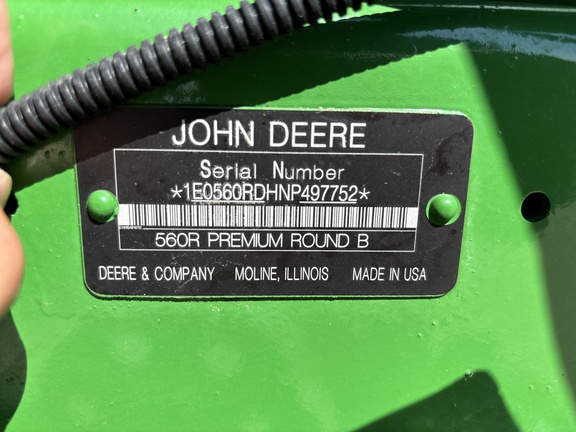 JOHN DEERE
Serial Number
*1E0560RDHNP497752*
560R PREMIUM ROUND B
DEERE & COMPANY MOLINE, ILLINOIS MADE IN USA